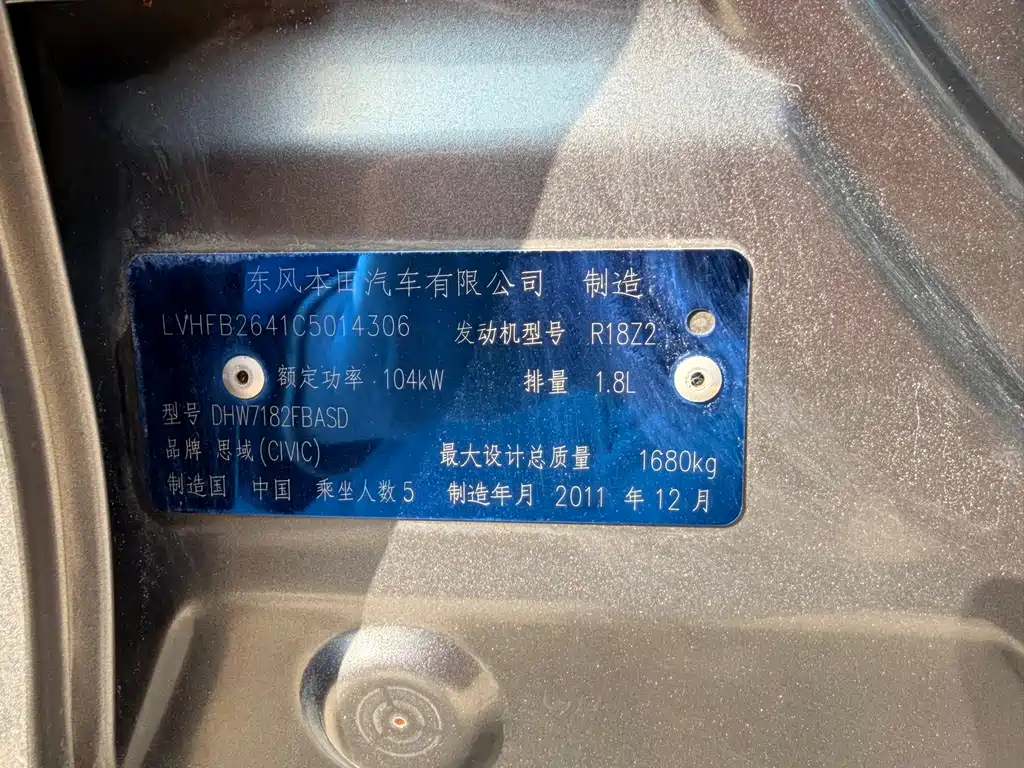 东风本田汽车有限公司 制造
LVHFB2641C5014306 发动机型号 R18Z2
额定功率 104kW 排量 1.8L
型号 DHW7182FBASD
品牌 思域(CIVIC) 最大设计总质量 1680kg
制造国 中国 乘坐人数5 制造年月 2011 年 12 月